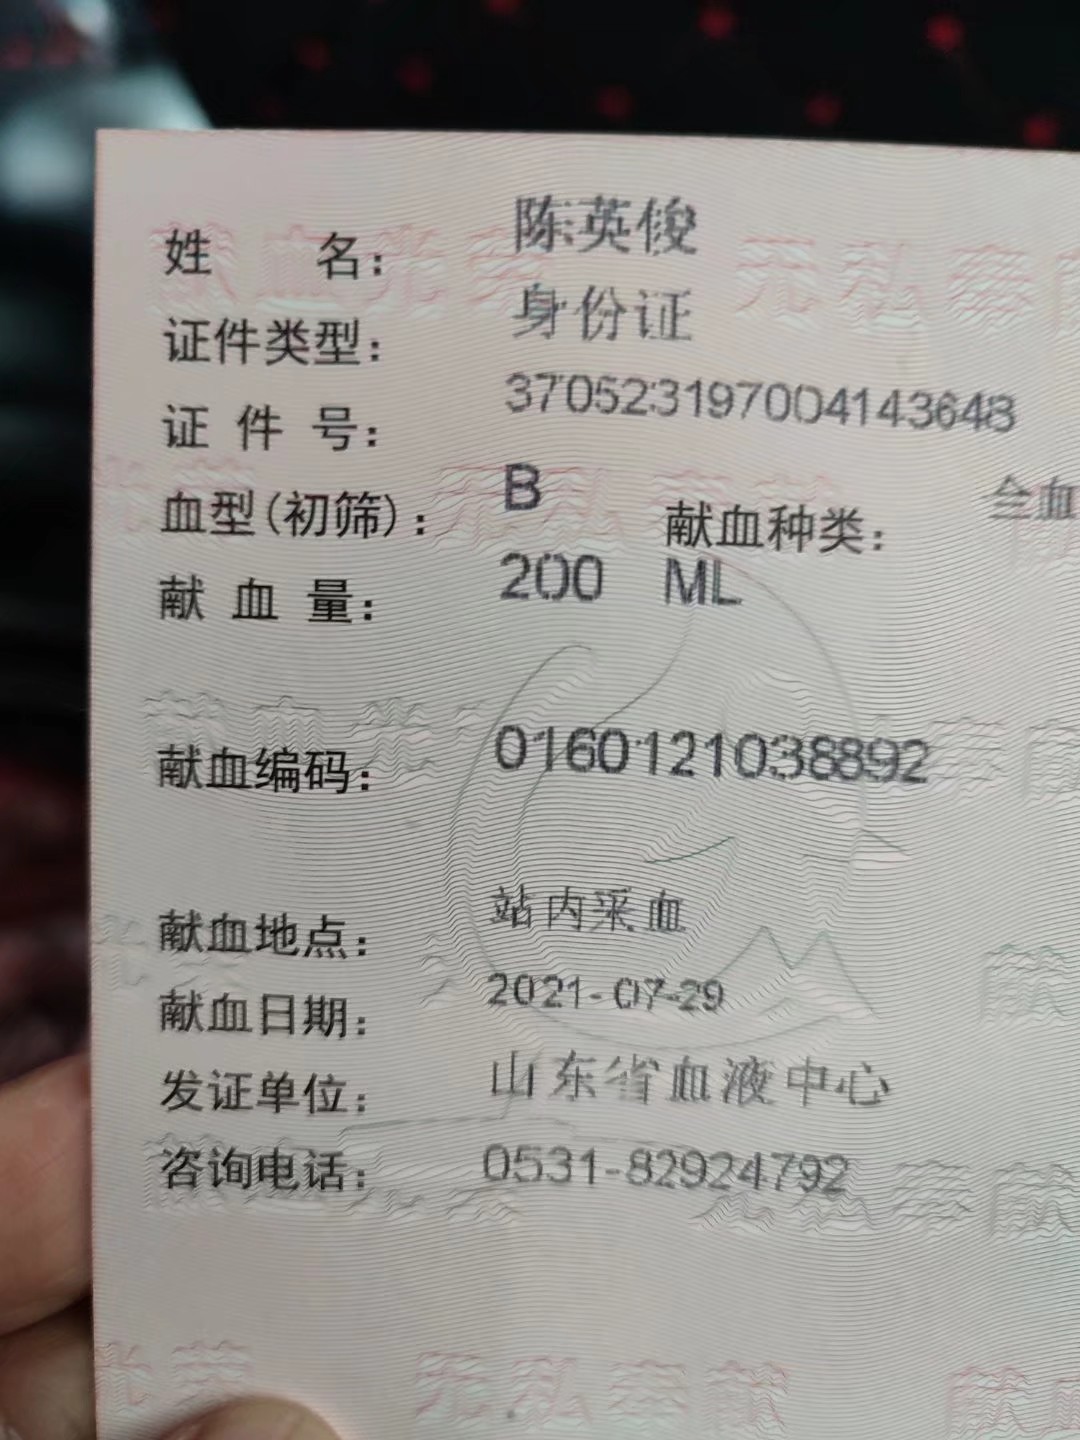 姓 名： 陈英俊
证件类型： 身份证
证 件 号： 370523197004143648
血型(初筛)： B 献血种类： 全血
献 血 量： 200 ML
献血编码： 0160121038892
献血地点： 站内采血
献血日期： 2021-07-29
发证单位： 山东省血液中心
咨询电话： 0531-82924792